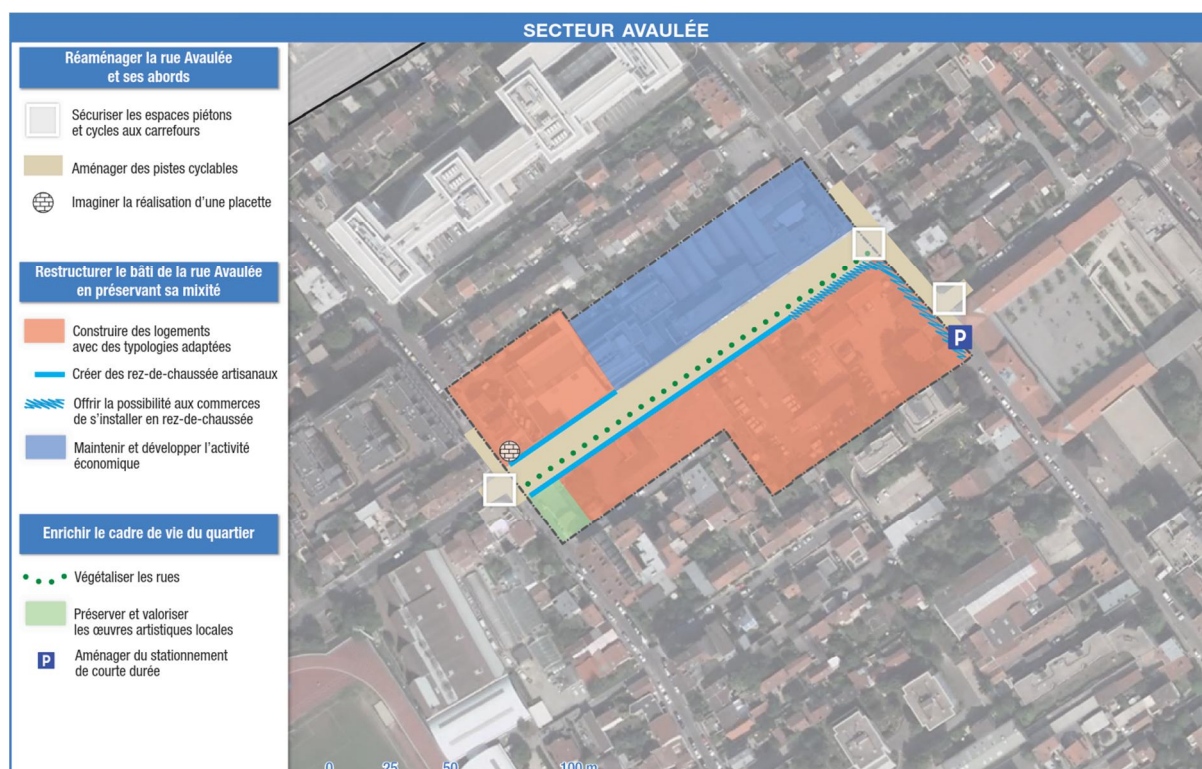 SECTEUR AVAULÉE
Réaménager la rue Avaulée
et ses abords
Sécuriser les espaces piétons
et cycles aux carrefours
Aménager des pistes cyclables
Imaginer la réalisation d’une placette
Restructurer le bâti de la rue Avaulée
en préservant sa mixité
Construire des logements
avec des typologies adaptées
Créer des rez-de-chaussée artisanaux
Offrir la possibilité aux commerces
de s’installer en rez-de-chaussée
Maintenir et développer l’activité
économique
Enrichir le cadre de vie du quartier
Végétaliser les rues
Préserver et valoriser
les œuvres artistiques locales
P
Aménager du stationnement
de courte durée
P
0 25 50 100 m